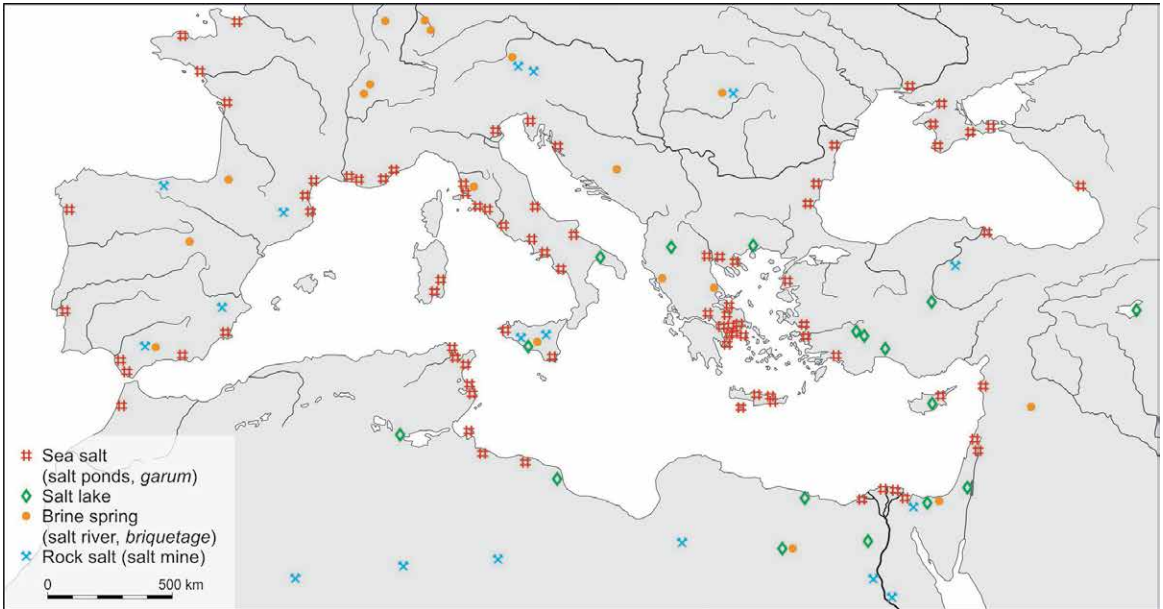 Sea salt
(salt ponds, garum)
Salt lake
Brine spring
(salt river, briquetage)
Rock salt (salt mine)
0 500 km